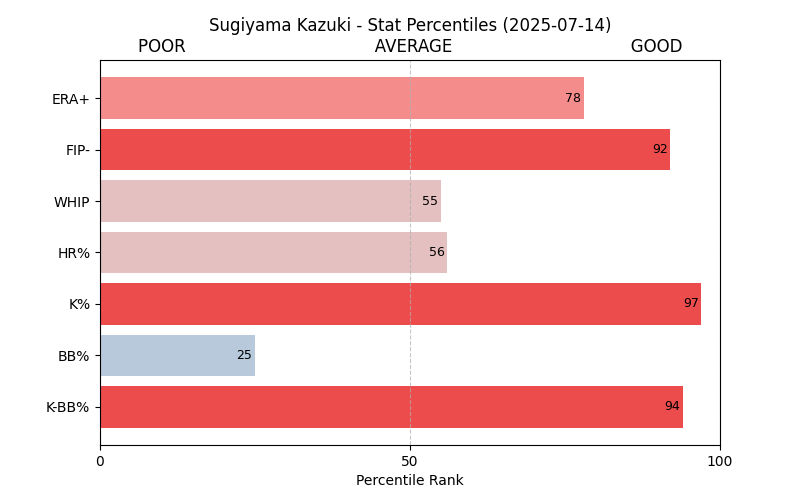 Sugiyama Kazuki - Stat Percentiles (2025-07-14)
POOR AVERAGE GOOD
ERA+ 78
FIP- 92
WHIP 55
HR% 56
K% 97
BB% 25
K-BB% 94
0 50 100
Percentile Rank